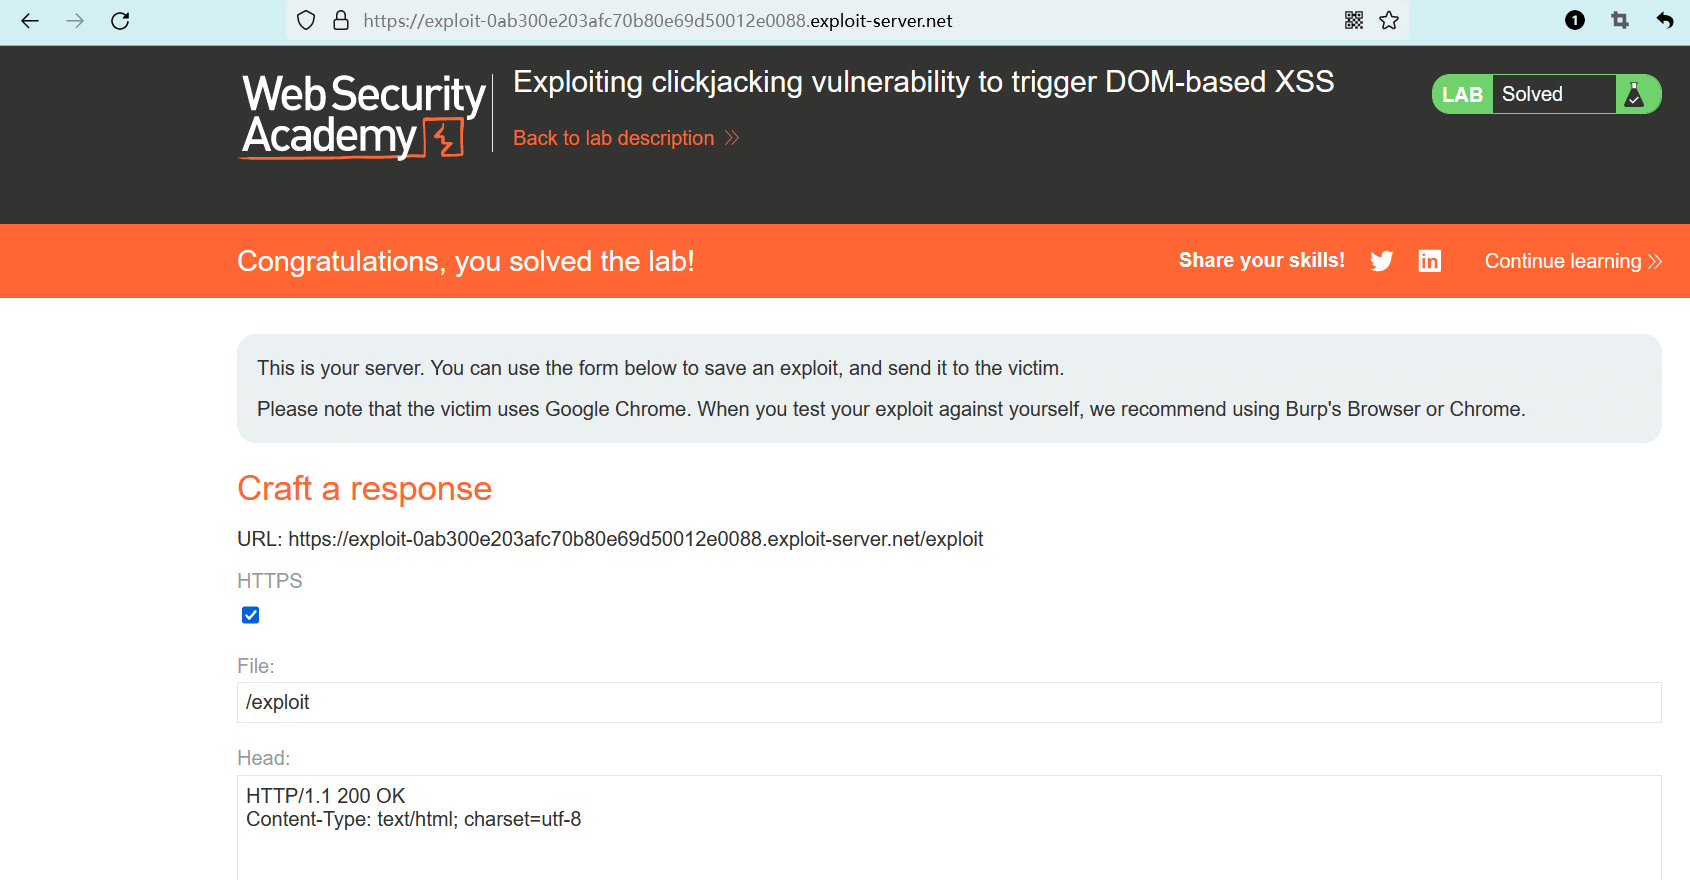 https://exploit-0ab300e203afc70b80e69d50012e0088.exploit-server.net
1
Web Security
Academy
Exploiting clickjacking vulnerability to trigger DOM-based XSS
Back to lab description
LAB Solved
Congratulations, you solved the lab!
Share your skills!
in
Continue learning
This is your server. You can use the form below to save an exploit, and send it to the victim.
Please note that the victim uses Google Chrome. When you test your exploit against yourself, we recommend using Burp's Browser or Chrome.
Craft a response
URL: https://exploit-0ab300e203afc70b80e69d50012e0088.exploit-server.net/exploit
HTTPS
File:
/exploit
Head:
HTTP/1.1 200 OK
Content-Type: text/html; charset=utf-8